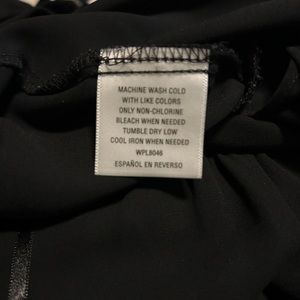 MACHINE WASH COLD
WITH LIKE COLORS
ONLY NON-CHLORINE
BLEACH WHEN NEEDED
TUMBLE DRY LOW
COOL IRON WHEN NEEDED
WPL8046
ESPAÑOL EN REVERSO